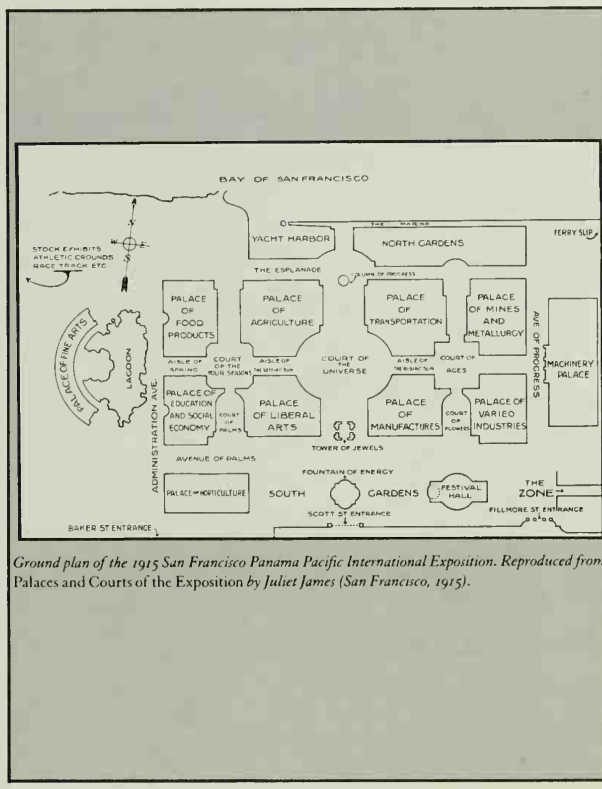 BAY OF SAN FRANCISCO
N
W E
S
STOCK EXHIBITS
ATHLETIC GROUNDS
RACE TRACK ETC
YACHT HARBOR
THE MARINA
NORTH GARDENS
FERRY SLIP
THE ESPLANADE
COLUMN OF PROGRESS
PALACE
OF
FOOD
PRODUCTS
PALACE
OF
AGRICULTURE
PALACE
OF
TRANSPORTATION
PALACE
OF MINES
AND
METALLURGY
AVE OF PROGRESS
MACHINERY
PALACE
PALACE OF FINE ARTS
LAGOON
AISLE OF
SPRING
COURT
OF THE
FOUR SEASONS
AISLE OF
THE SETTING SUN
COURT OF
THE
UNIVERSE
AISLE OF
THE RISING SUN
COURT OF
AGES
ADMINISTRATION AVE.
PALACE OF
EDUCATION
AND SOCIAL
ECONOMY
COURT
OF
PALMS
PALACE
OF LIBERAL
ARTS
TOWER OF JEWELS
PALACE
OF
MANUFACTURES
COURT
OF
FLOWERS
PALACE OF
VARIED
INDUSTRIES
AVENUE OF PALMS
PALACE OF HORTICULTURE
SOUTH
FOUNTAIN OF ENERGY
GARDENS
FESTIVAL
HALL
THE
ZONE
SCOTT ST ENTRANCE
FILLMORE ST ENTRANCE
BAKER ST ENTRANCE
Ground plan of the 1915 San Francisco Panama Pacific International Exposition. Reproduced from
Palaces and Courts of the Exposition by Juliet James (San Francisco, 1915).